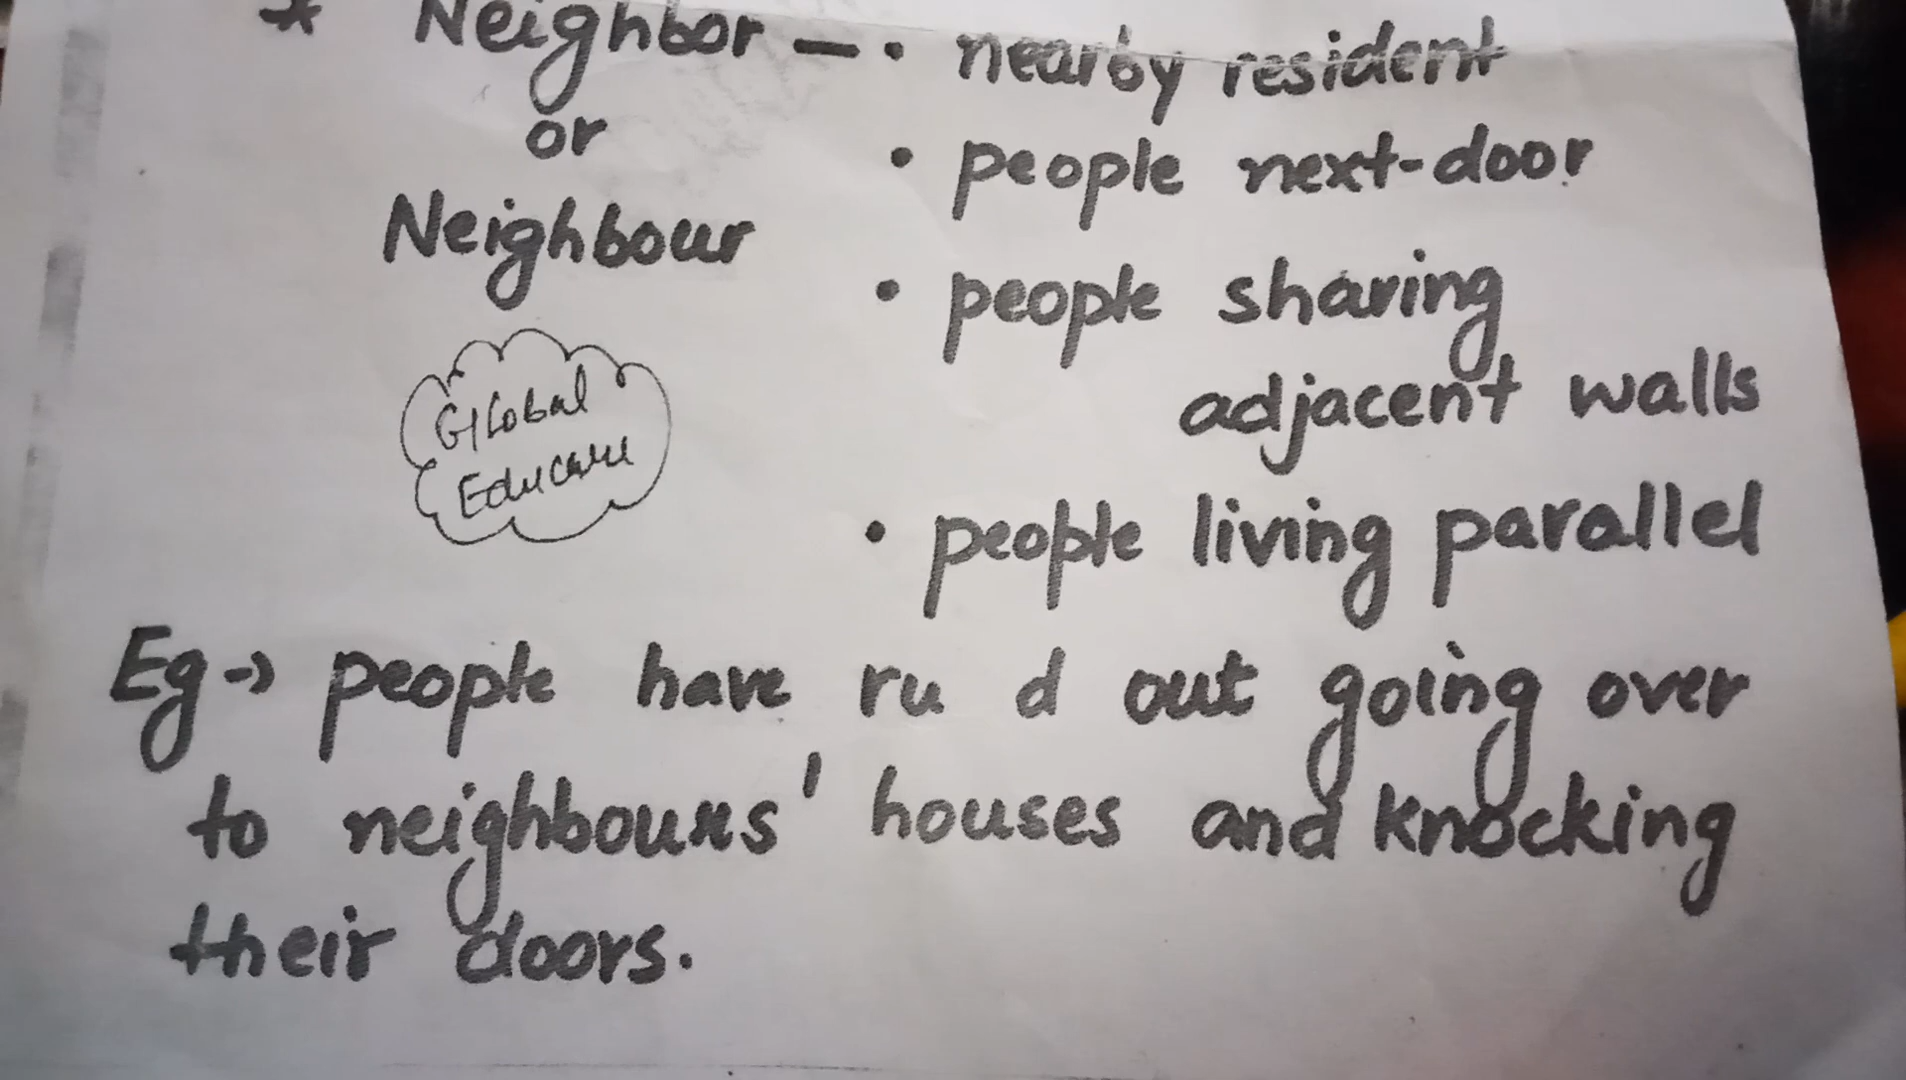 * Neighbor — • nearby resident
or
• people next-door
Neighbour
• people sharing
adjacent walls
Global
Educare
• people living parallel
Eg → people have ru d out going over
to neighbours' houses and knocking
their doors.